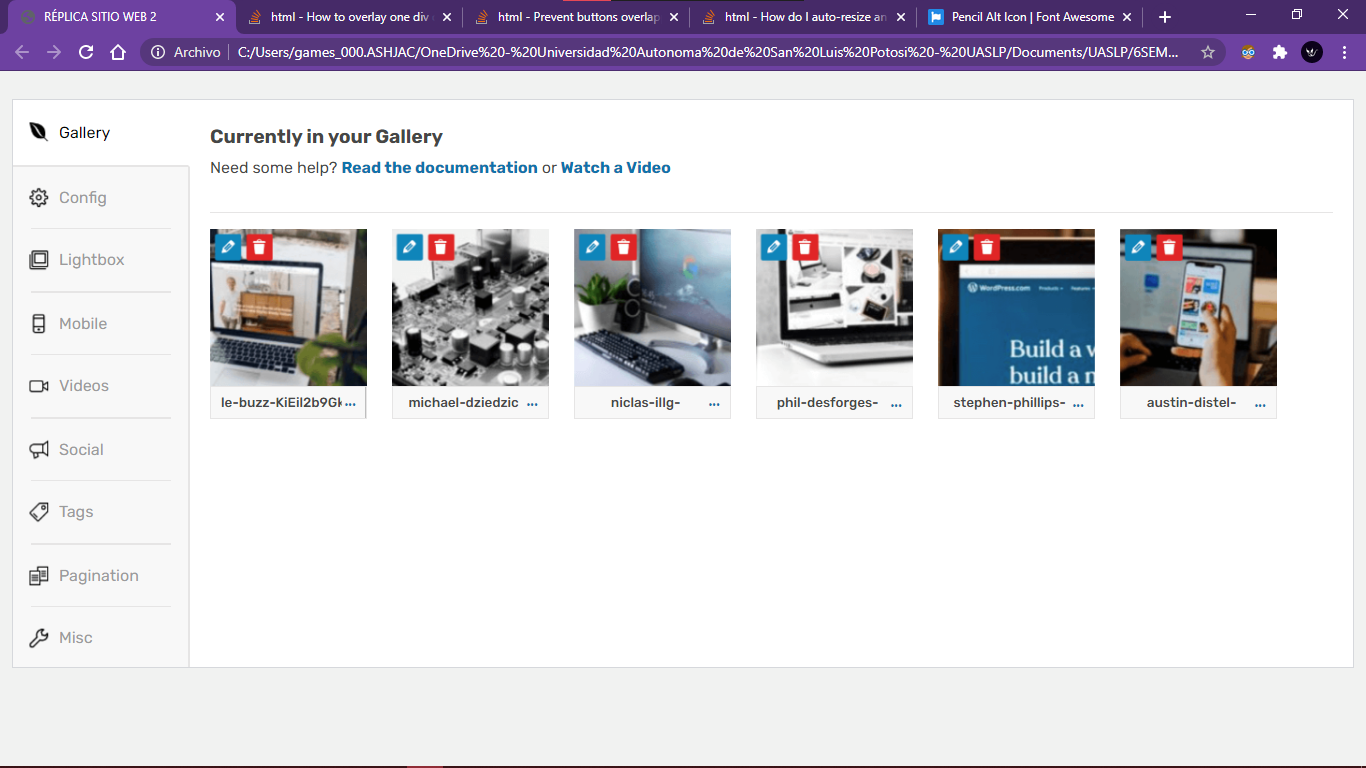 RÉPLICA SITIO WEB 2
html - How to overlay one div
html - Prevent buttons overlap
html - How do I auto-resize an
Pencil Alt Icon | Font Awesome
Archivo
C:/Users/games_000.ASHJAC/OneDrive%20-%20Universidad%20Autonoma%20de%20San%20Luis%20Potosi%20-%20UASLP/Documents/UASLP/6SEM...
Gallery
Config
Lightbox
Mobile
Videos
Social
Tags
Pagination
Misc
Currently in your Gallery
Need some help? Read the documentation or Watch a Video
WordPress.com
Products
Features
Build a w
build a n
le-buzz-KiEil2b9Gk...
michael-dziedzic ...
niclas-illg- ...
phil-desforges- ...
stephen-phillips- ...
austin-distel- ...